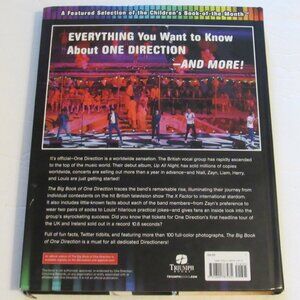 A Featured Selection of the Children's Book-of-the-Month
EVERYTHING You Want to Know
About ONE DIRECTION
—AND MORE!
It's official—One Direction is a worldwide sensation. The British vocal group has rapidly ascended
to the top of the music world. Their debut album, Up All Night, has sold millions of copies
worldwide, concerts are selling out more than a year in advance—and Niall, Zayn, Liam, Harry,
and Louis are just getting started!
The Big Book of One Direction traces the band's remarkable rise, illuminating their journey from
individual contestants on the hit British television show The X Factor to international stardom.
It also includes little-known facts about each of the band members—from Zayn's preference to
wear two pairs of socks to Louis' hilarious practical jokes—and gives fans an inside look into the
group's skyrocketing success. Did you know that tickets for One Direction's first headline tour of
the UK and Ireland sold out in a record 10.6 seconds?
Full of fun facts, Twitter tidbits, and featuring more than 100 full-color photographs, The Big Book
of One Direction is a must for all dedicated Directioners!
TRIUMPH